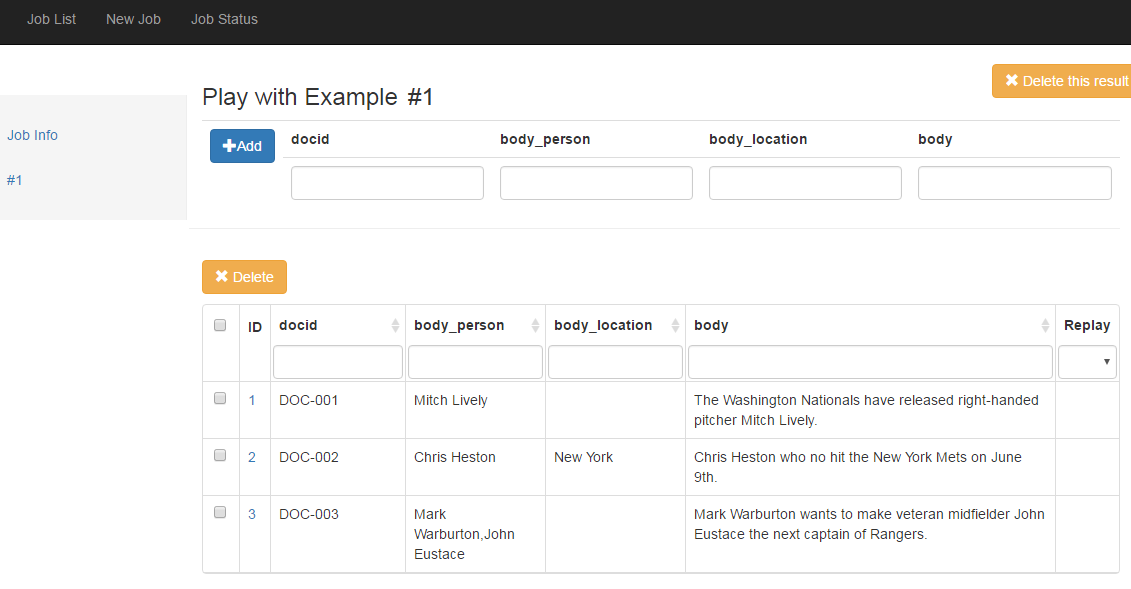 Job List New Job Job Status
Delete this result
Play with Example #1
Job Info
#1
Add docid body_person body_location body
Delete
ID docid body_person body_location body Replay
1 DOC-001 Mitch Lively The Washington Nationals have released right-handed
pitcher Mitch Lively.
2 DOC-002 Chris Heston New York Chris Heston who no hit the New York Mets on June
9th.
3 DOC-003 Mark Mark Warburton wants to make veteran midfielder John
Warburton,John Eustace the next captain of Rangers.
Eustace